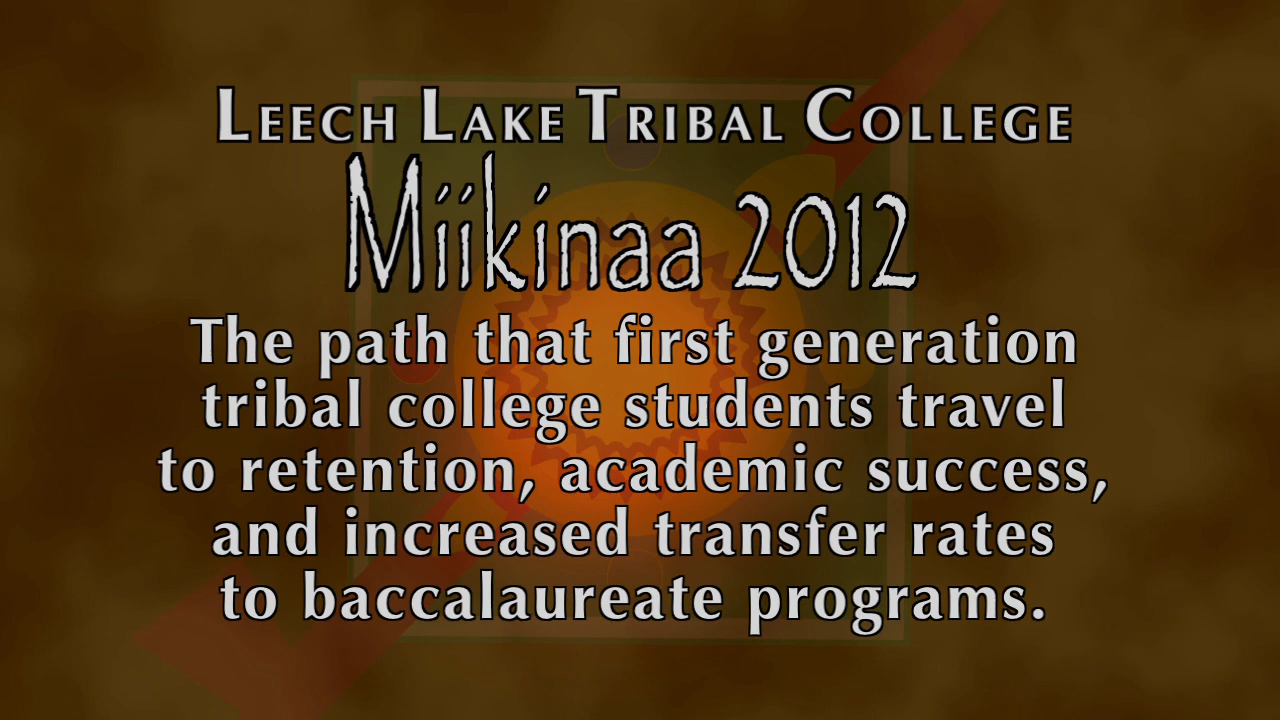 Leech Lake Tribal College
Miikinaa 2012
The path that first generation
tribal college students travel
to retention, academic success,
and increased transfer rates
to baccalaureate programs.